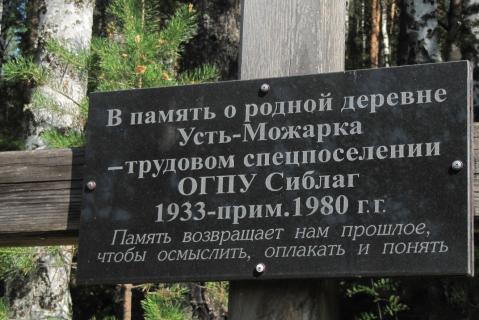 В память о родной деревне
Усть-Можарка
–трудовом спецпоселении
ОГПУ Сиблаг
1933-прим.1980 г.г.
Память возвращает нам прошлое,
чтобы осмыслить, оплакать и понять